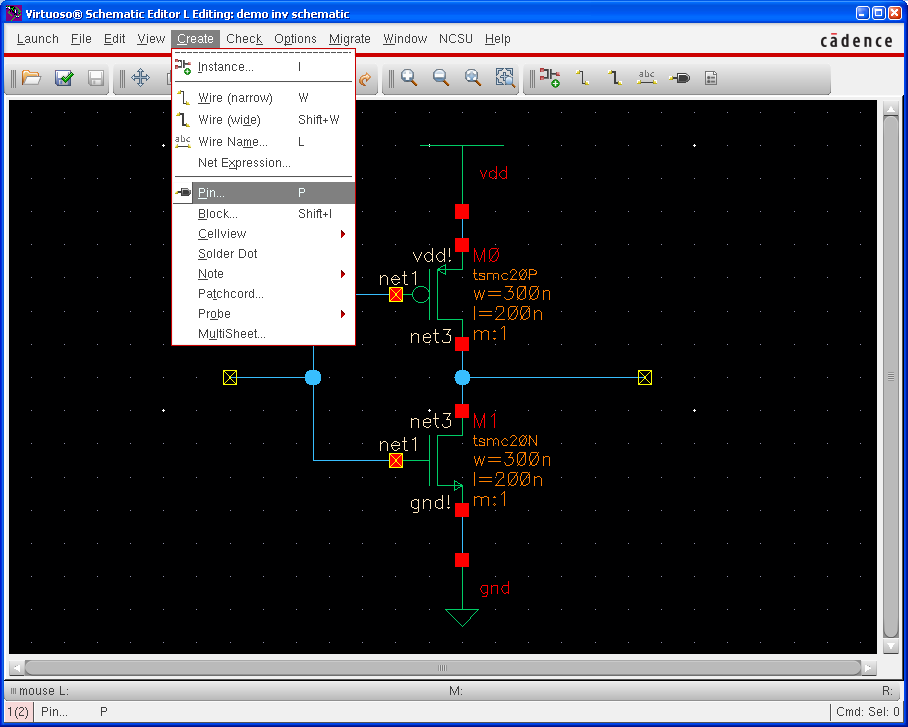 Virtuoso® Schematic Editor L Editing: demo inv schematic
Launch File Edit View Create Check Options Migrate Window NCSU Help
cādence
Instance... I
Wire (narrow) W
Wire (wide) Shift+W
abc Wire Name... L
Net Expression...
Pin... P
Block... Shift+I
Cellview
Solder Dot
Note
Patchcord...
Probe
MultiSheet...
abc
vdd
vdd! M0
net1 tsmc20P
w=300n
l=200n
net3 m:1
net3 M1
net1 tsmc20N
w=300n
l=200n
gnd! m:1
gnd
mouse L: M: R:
1(2) Pin... P Cmd: Sel: 0